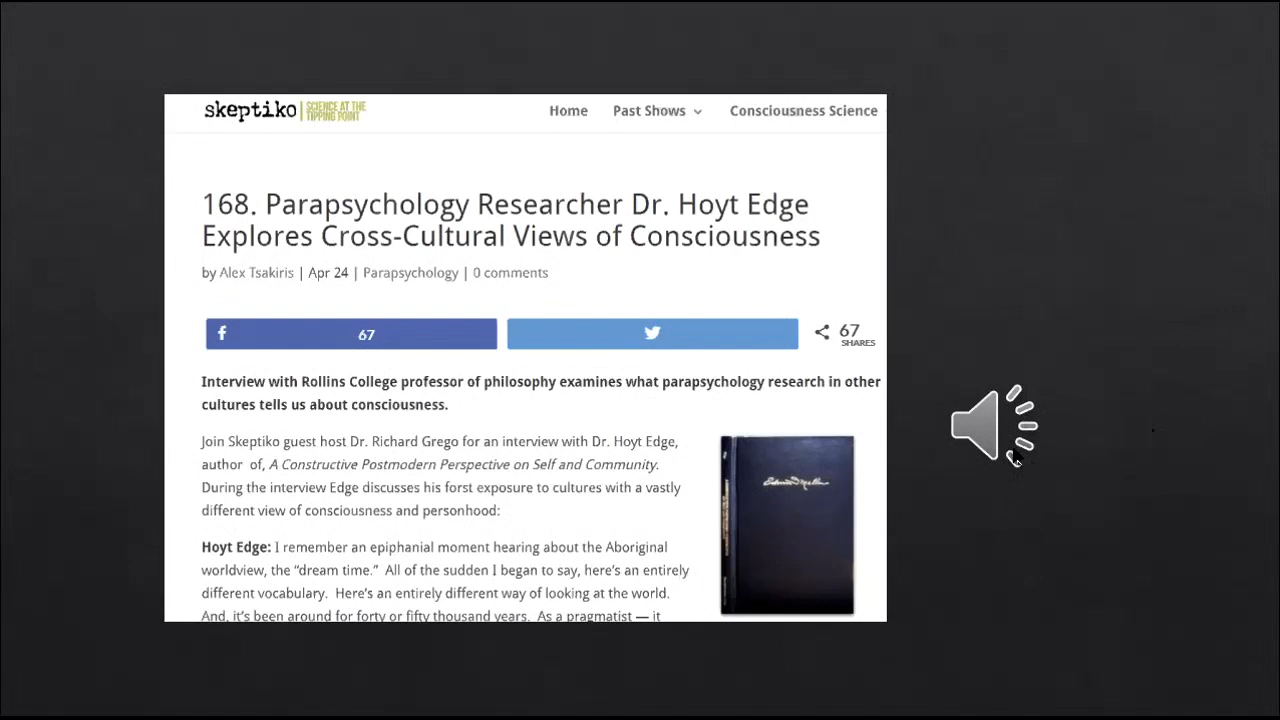 skeptiko | SCIENCE AT THE TIPPING POINT
Home Past Shows Consciousness Science
168. Parapsychology Researcher Dr. Hoyt Edge
Explores Cross-Cultural Views of Consciousness
by Alex Tsakiris | Apr 24 | Parapsychology | 0 comments
67
67
SHARES
Interview with Rollins College professor of philosophy examines what parapsychology research in other
cultures tells us about consciousness.
Join Skeptiko guest host Dr. Richard Grego for an interview with Dr. Hoyt Edge,
author of, A Constructive Postmodern Perspective on Self and Community.
During the interview Edge discusses his forst exposure to cultures with a vastly
different view of consciousness and personhood:
Hoyt Edge: I remember an epiphanial moment hearing about the Aboriginal
worldview, the “dream time.” All of the sudden I began to say, here’s an entirely
different vocabulary. Here’s an entirely different way of looking at the world.
And, it’s been around for forty or fifty thousand years. As a pragmatist — it